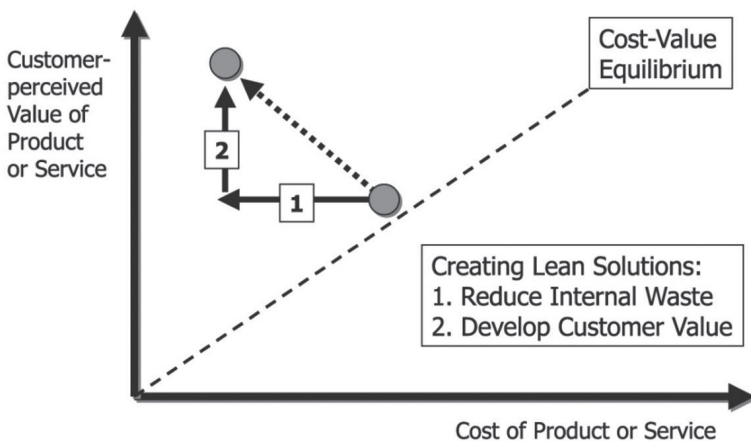 Customer-
perceived
Value of
Product
or Service
Cost-Value
Equilibrium
2
1
Creating Lean Solutions:
1. Reduce Internal Waste
2. Develop Customer Value
Cost of Product or Service